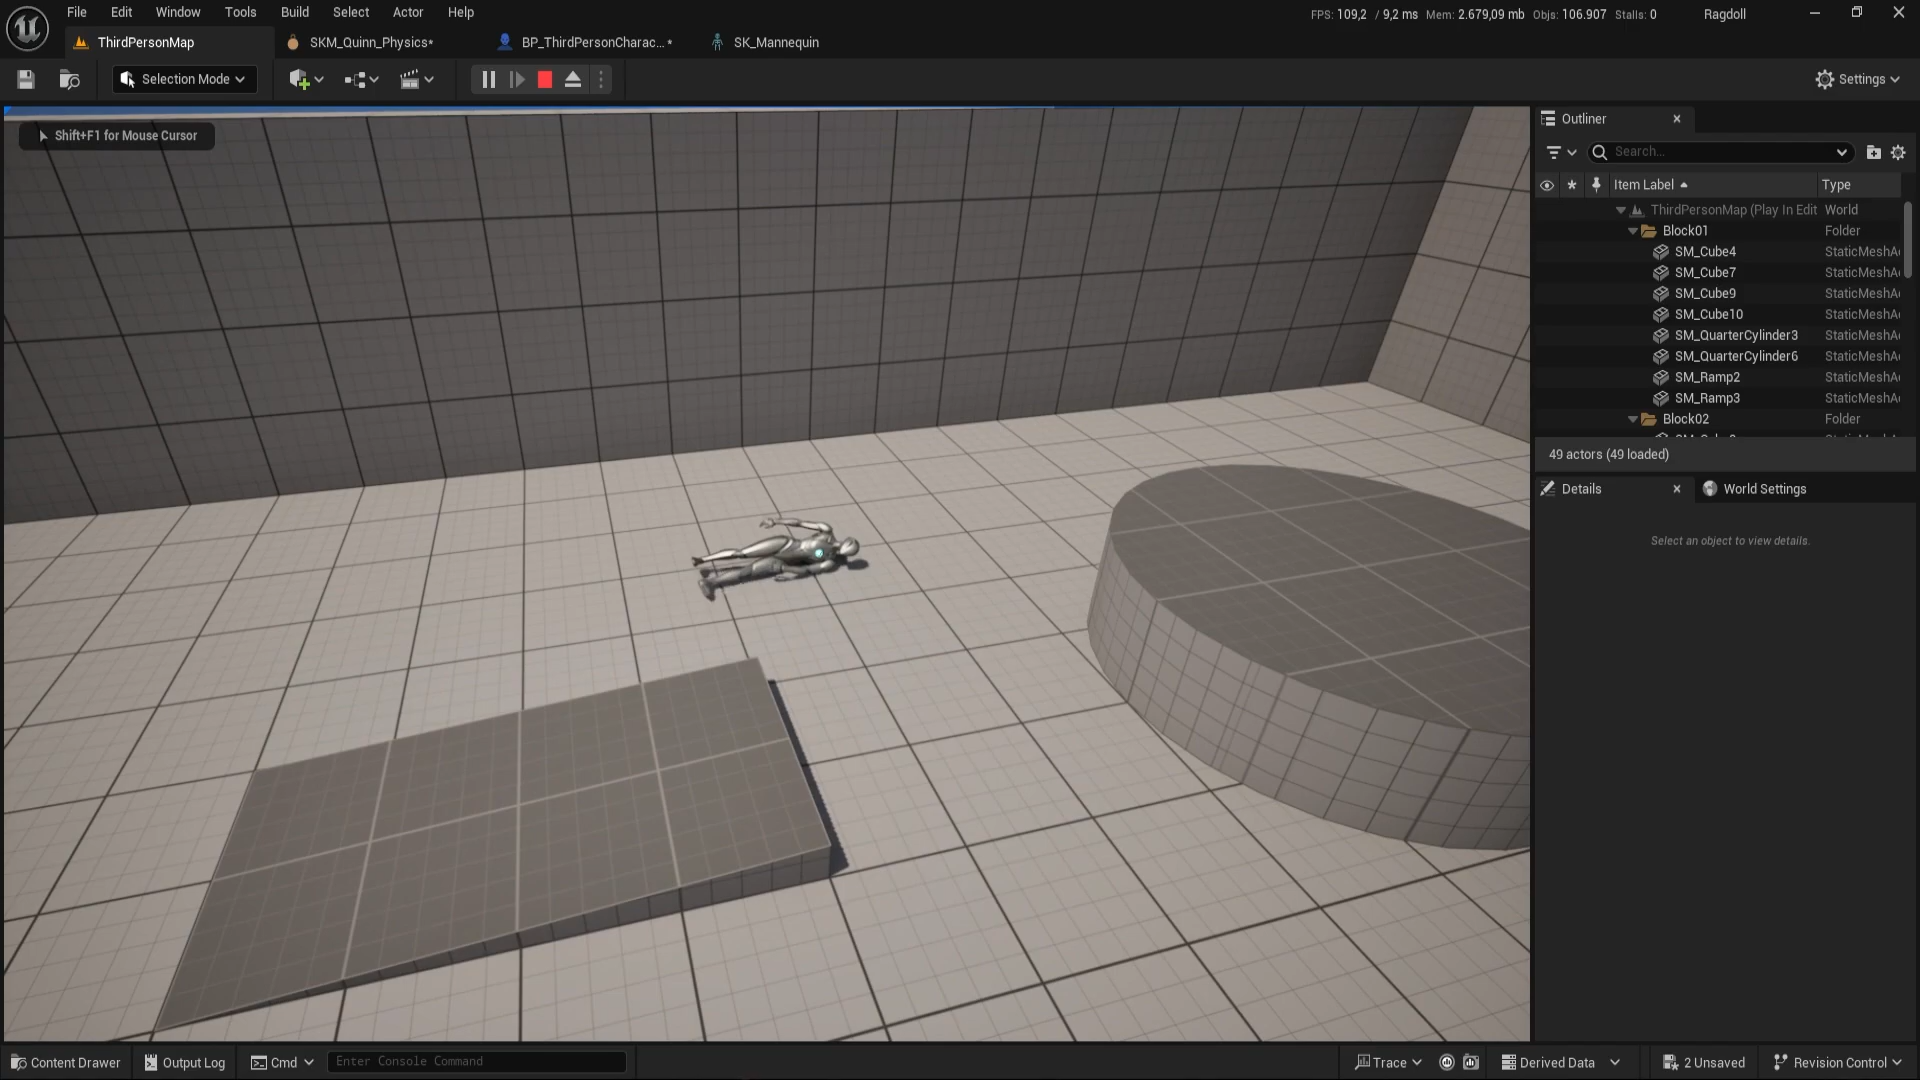 File Edit Window Tools Build Select Actor Help
FPS: 109,2 / 9,2 ms Mem: 2.679,09 mb Objs: 106.907 Stalls: 0
Ragdoll
ThirdPersonMap
SKM_Quinn_Physics*
BP_ThirdPersonCharac... *
SK_Mannequin
Selection Mode
Settings
Shift+F1 for Mouse Cursor
Outliner
Search...
Item Label Type
ThirdPersonMap (Play In Edit World
Block01 Folder
SM_Cube4 StaticMeshA
SM_Cube7 StaticMeshA
SM_Cube9 StaticMeshA
SM_Cube10 StaticMeshA
SM_QuarterCylinder3 StaticMeshA
SM_QuarterCylinder6 StaticMeshA
SM_Ramp2 StaticMeshA
SM_Ramp3 StaticMeshA
Block02 Folder
49 actors (49 loaded)
Details
World Settings
Select an object to view details.
Content Drawer
Output Log
Cmd
Enter Console Command
Trace
Derived Data
2 Unsaved
Revision Control